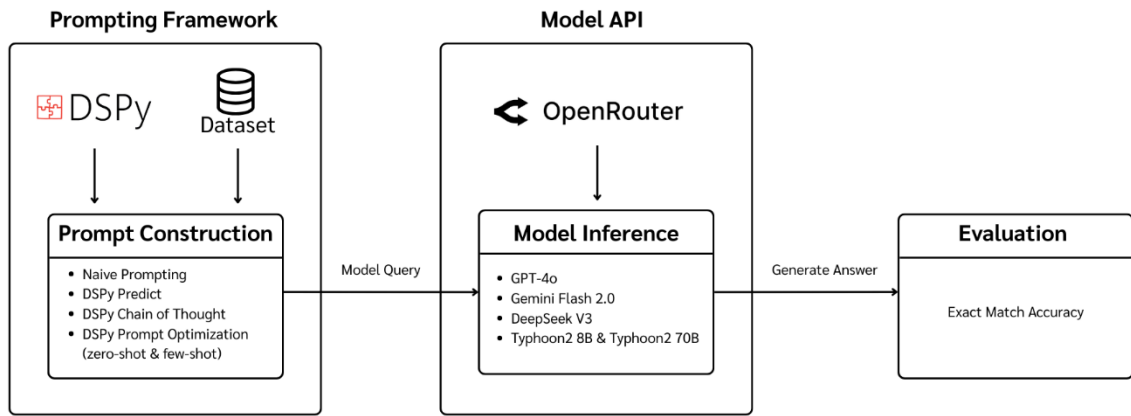 Prompting Framework
DSPy
Dataset
Prompt Construction
• Naive Prompting
• DSPy Predict
• DSPy Chain of Thought
• DSPy Prompt Optimization
(zero-shot & few-shot)
Model Query
Model API
OpenRouter
Model Inference
• GPT-4o
• Gemini Flash 2.0
• DeepSeek V3
• Typhoon2 8B & Typhoon2 70B
Generate Answer
Evaluation
Exact Match Accuracy